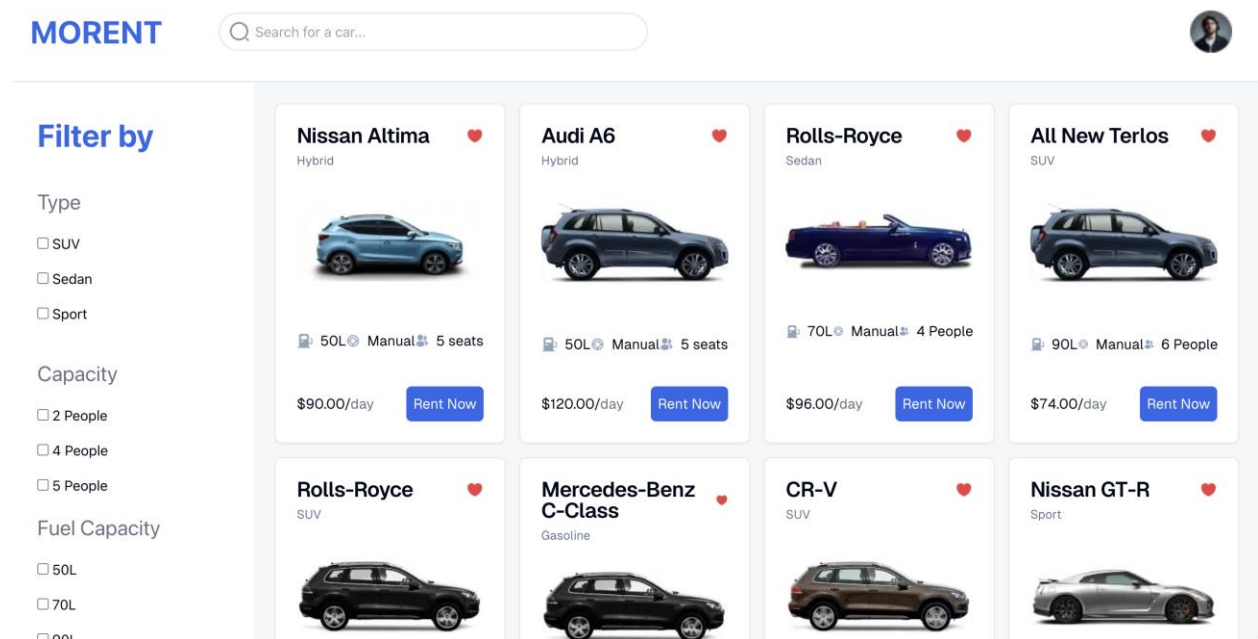 MORENT
Search for a car...
Filter by
Type
SUV
Sedan
Sport
Capacity
2 People
4 People
5 People
Fuel Capacity
50L
70L
90L
Nissan Altima
Hybrid
50L Manual 5 seats
$90.00/day Rent Now
Audi A6
Hybrid
50L Manual 5 seats
$120.00/day Rent Now
Rolls-Royce
Sedan
70L Manual 4 People
$96.00/day Rent Now
All New Terlos
SUV
90L Manual 6 People
$74.00/day Rent Now
Rolls-Royce
SUV
Mercedes-Benz
C-Class
Gasoline
CR-V
SUV
Nissan GT-R
Sport